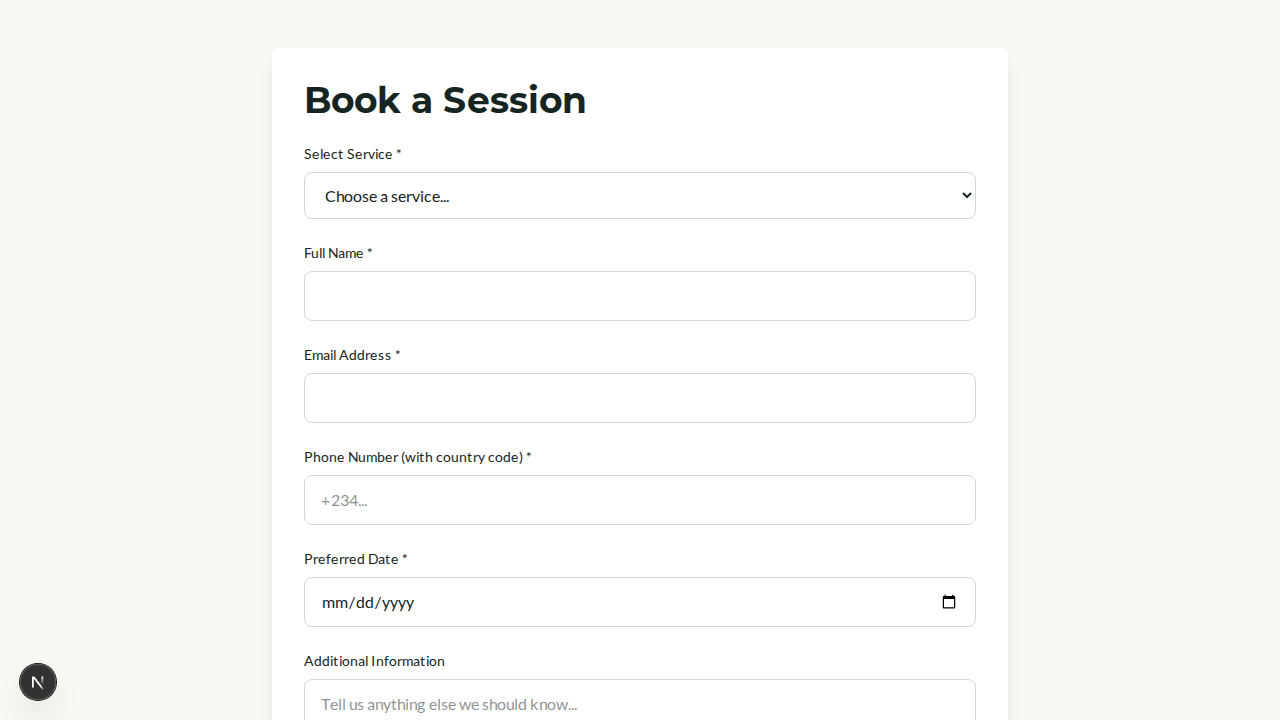 Book a Session
Select Service *
Choose a service...
Full Name *
Email Address *
Phone Number (with country code) *
+234...
Preferred Date *
mm/dd/yyyy
Additional Information
Tell us anything else we should know...
N